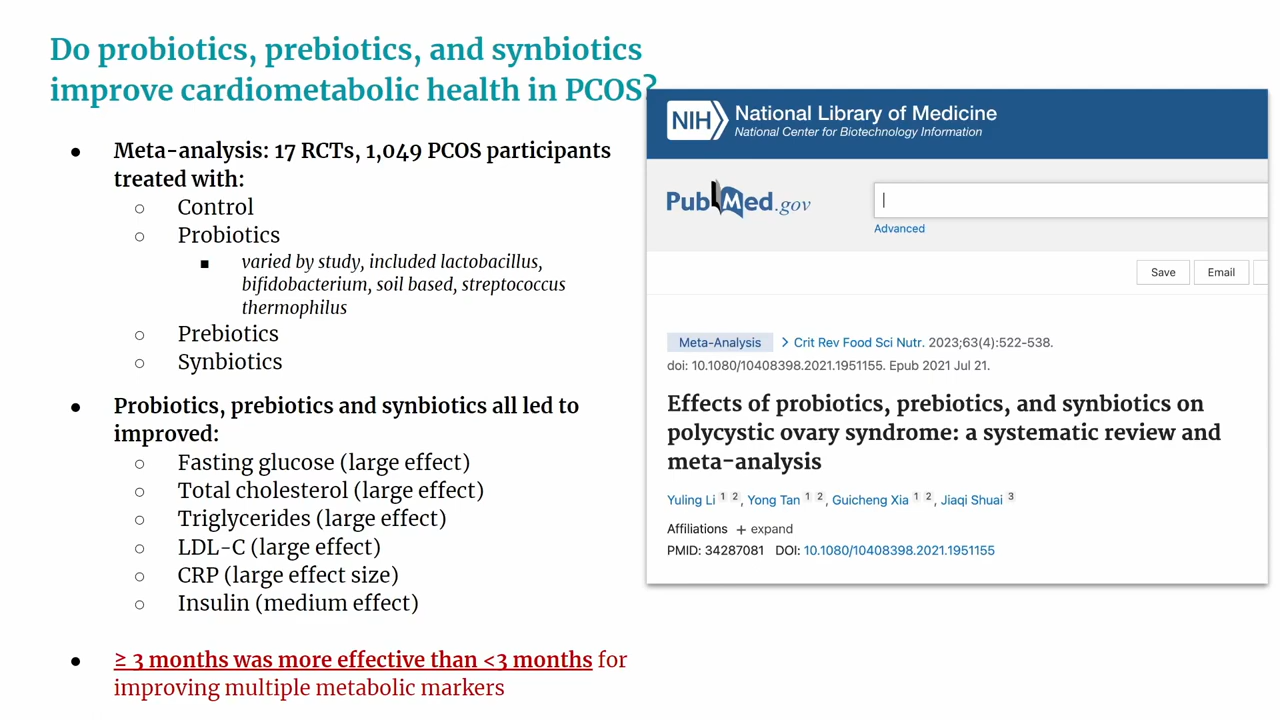 Do probiotics, prebiotics, and synbiotics
improve cardiometabolic health in PCOS?
● Meta-analysis: 17 RCTs, 1,049 PCOS participants
treated with:
○ Control
○ Probiotics
■ varied by study, included lactobacillus,
bifidobacterium, soil based, streptococcus
thermophilus
○ Prebiotics
○ Synbiotics
● Probiotics, prebiotics and synbiotics all led to
improved:
○ Fasting glucose (large effect)
○ Total cholesterol (large effect)
○ Triglycerides (large effect)
○ LDL-C (large effect)
○ CRP (large effect size)
○ Insulin (medium effect)
● ≥ 3 months was more effective than <3 months for
improving multiple metabolic markers
NIH National Library of Medicine
National Center for Biotechnology Information
PubMed.gov
Advanced
Save Email
Meta-Analysis > Crit Rev Food Sci Nutr. 2023;63(4):522-538.
doi: 10.1080/10408398.2021.1951155. Epub 2021 Jul 21.
Effects of probiotics, prebiotics, and synbiotics on
polycystic ovary syndrome: a systematic review and
meta-analysis
Yuling Li 1 2, Yong Tan 1 2, Guicheng Xia 1 2, Jiaqi Shuai 3
Affiliations + expand
PMID: 34287081 DOI: 10.1080/10408398.2021.1951155